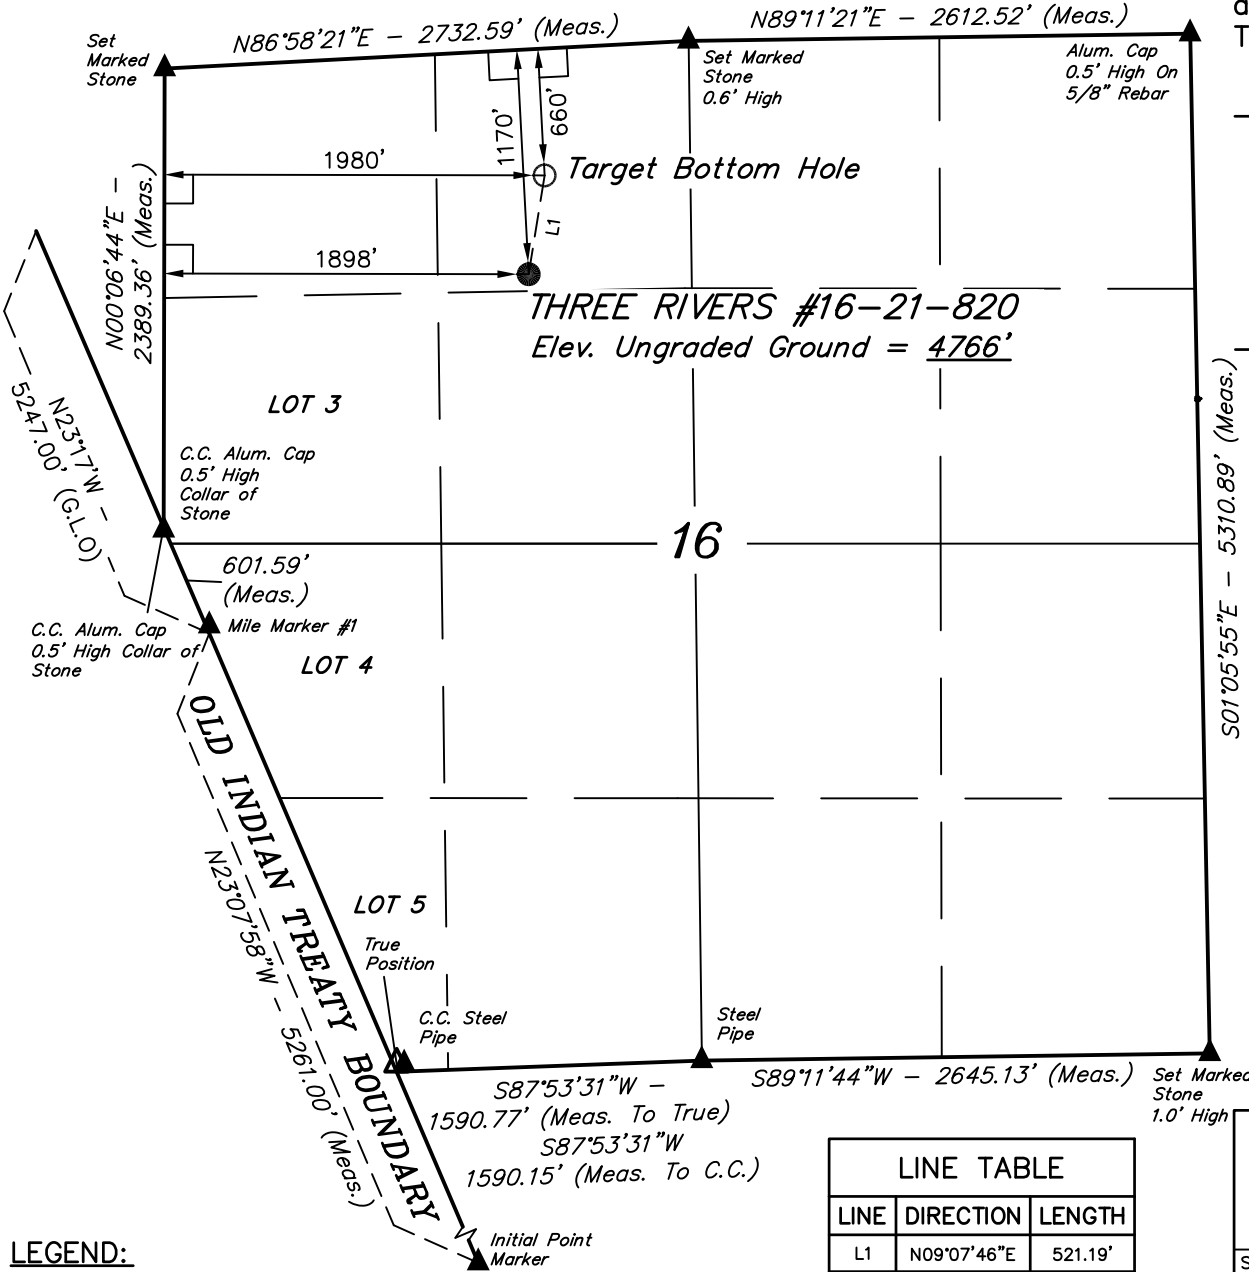 N86°58'21"E - 2732.59' (Meas.)
N89°11'21"E - 2612.52' (Meas.)
Set
Marked
Stone
Set Marked
Stone
0.6' High
Alum. Cap
0.5' High On
5/8" Rebar
1170'
660'
1980'
Target Bottom Hole
L1
1898'
N00°06'44"E -
2389.36' (Meas.)
THREE RIVERS #16-21-820
Elev. Ungraded Ground = 4766'
N23°17'W -
5247.00' (G.L.O)
LOT 3
C.C. Alum. Cap
0.5' High
Collar of
Stone
S01°05'55"E - 5310.89' (Meas.)
16
601.59'
(Meas.)
C.C. Alum. Cap
0.5' High Collar of
Stone
Mile Marker #1
LOT 4
OLD INDIAN TREATY BOUNDARY
N23°07'58"W - 5261.00' (Meas.)
LOT 5
True
Position
C.C. Steel
Pipe
Steel
Pipe
S87°53'31"W -
1590.77' (Meas. To True)
S87°53'31"W
1590.15' (Meas. To C.C.)
S89°11'44"W - 2645.13' (Meas.)
Set Marked
Stone
1.0' High
Initial Point
Marker
LEGEND:
LINE TABLE
LINE DIRECTION LENGTH
L1 N09°07'46"E 521.19'